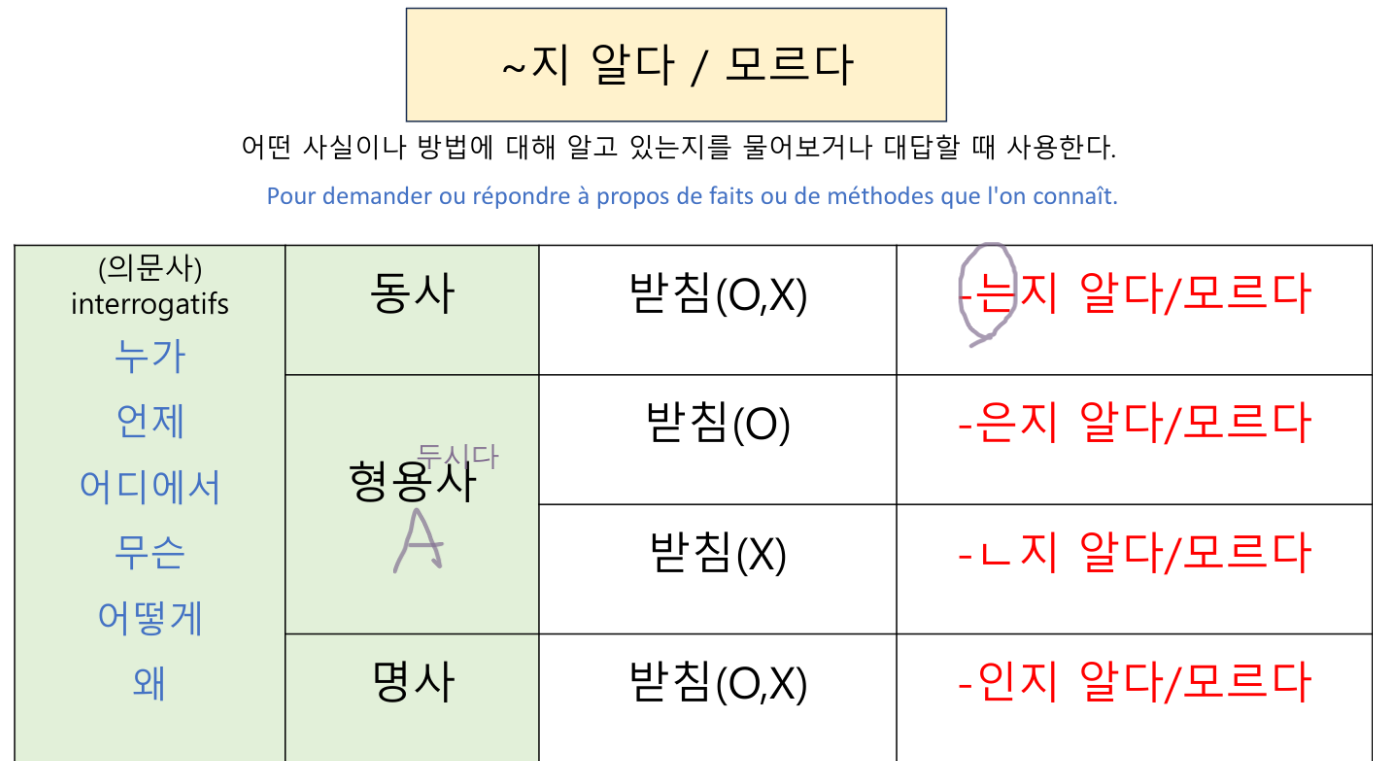 ~지 알다 / 모르다
어떤 사실이나 방법에 대해 알고 있는지를 물어보거나 대답할 때 사용한다.
Pour demander ou répondre à propos de faits ou de méthodes que l'on connaît.
(의문사)
interrogatifs
누가
언제
어디에서
무슨
어떻게
왜
동사
받침(O,X)
-는지 알다/모르다
형용사
두시다
A
받침(O)
-은지 알다/모르다
받침(X)
-ㄴ지 알다/모르다
명사
받침(O,X)
-인지 알다/모르다